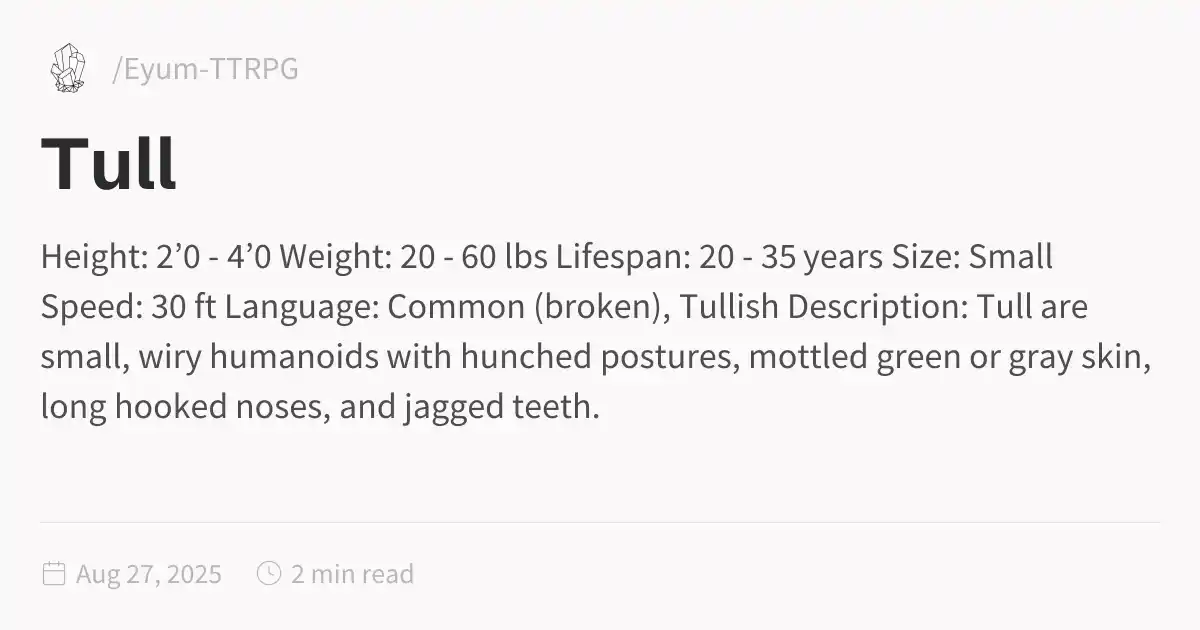 /Eyum-TTRPG
Tull
Height: 2’0 - 4’0 Weight: 20 - 60 lbs Lifespan: 20 - 35 years Size: Small
Speed: 30 ft Language: Common (broken), Tullish Description: Tull are
small, wiry humanoids with hunched postures, mottled green or gray skin,
long hooked noses, and jagged teeth.
Aug 27, 2025 2 min read